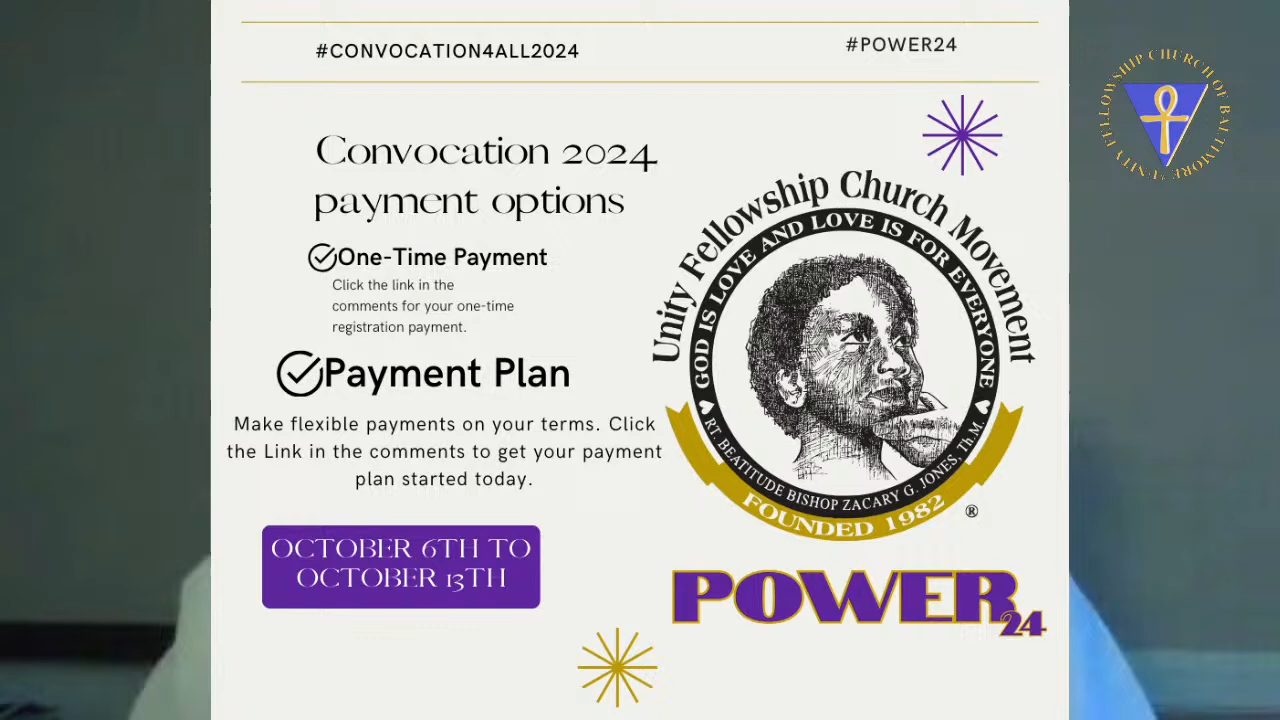 #CONVOCATION4ALL2024
#POWER24
Convocation 2024
payment options
One-Time Payment
Click the link in the
comments for your one-time
registration payment.
Payment Plan
Make flexible payments on your terms. Click
the Link in the comments to get your payment
plan started today.
OCTOBER 6TH TO
OCTOBER 13TH
Unity Fellowship Church Movement
GOD IS LOVE AND LOVE IS FOR EVERYONE
RT. BEATITUDE BISHOP ZACARY G. JONES, Th.M.
FOUNDED 1982
®
POWER
24
UNITY FELLOWSHIP CHURCH OF BALTIMORE